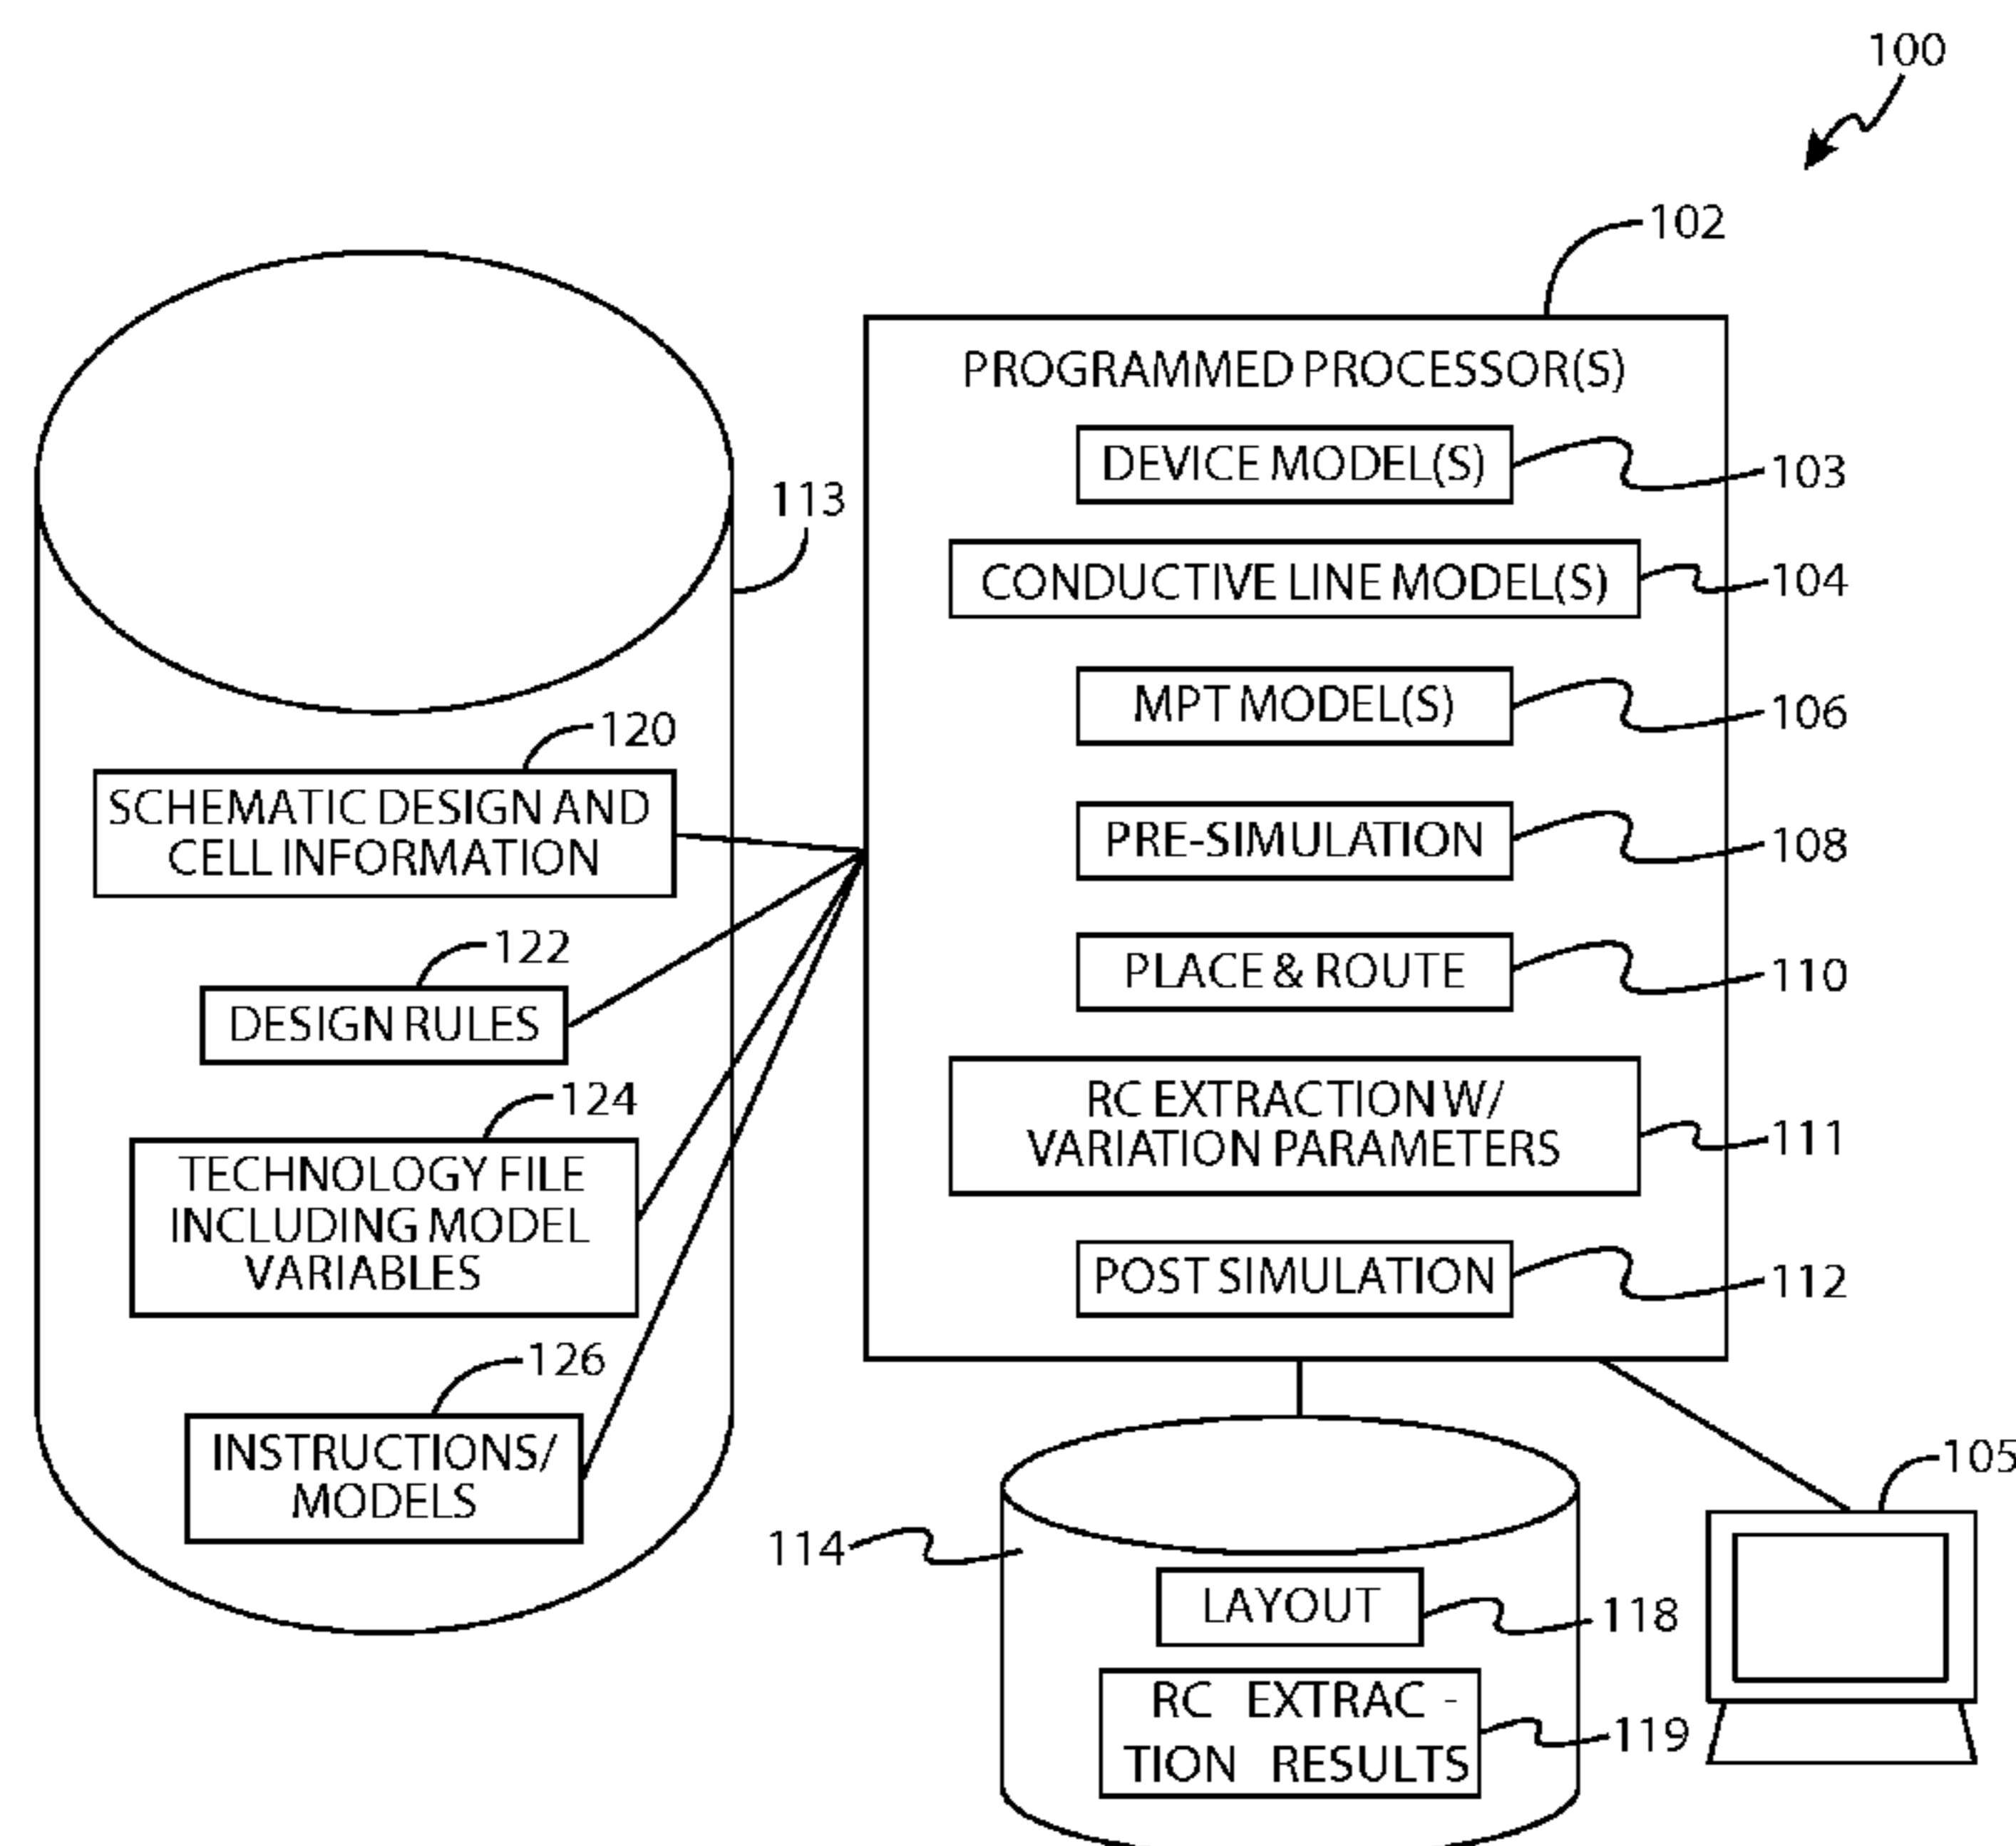 100
102
PROGRAMMED PROCESSOR(S)
DEVICE MODEL(S)
103
113
CONDUCTIVE LINE MODEL(S)
104
MPT MODEL(S)
106
120
SCHEMATIC DESIGN AND
CELL INFORMATION
PRE-SIMULATION
108
122
DESIGN RULES
PLACE & ROUTE
110
124
TECHNOLOGY FILE
INCLUDING MODEL
VARIABLES
RC EXTRACTION W/
VARIATION PARAMETERS
111
POST SIMULATION
112
126
INSTRUCTIONS/
MODELS
105
114
LAYOUT
118
RC EXTRAC -
TION RESULTS
119